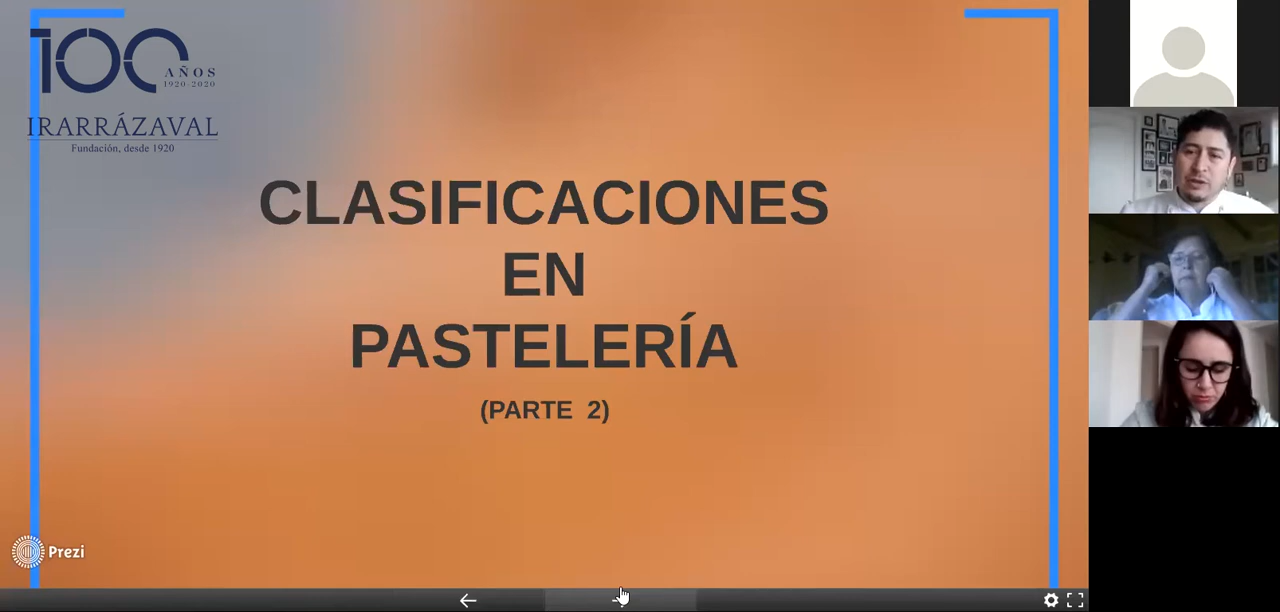 100
AÑOS
1920-2020
IRARRÁZAVAL
Fundación, desde 1920
CLASIFICACIONES
EN
PASTELERÍA
(PARTE 2)
Prezi